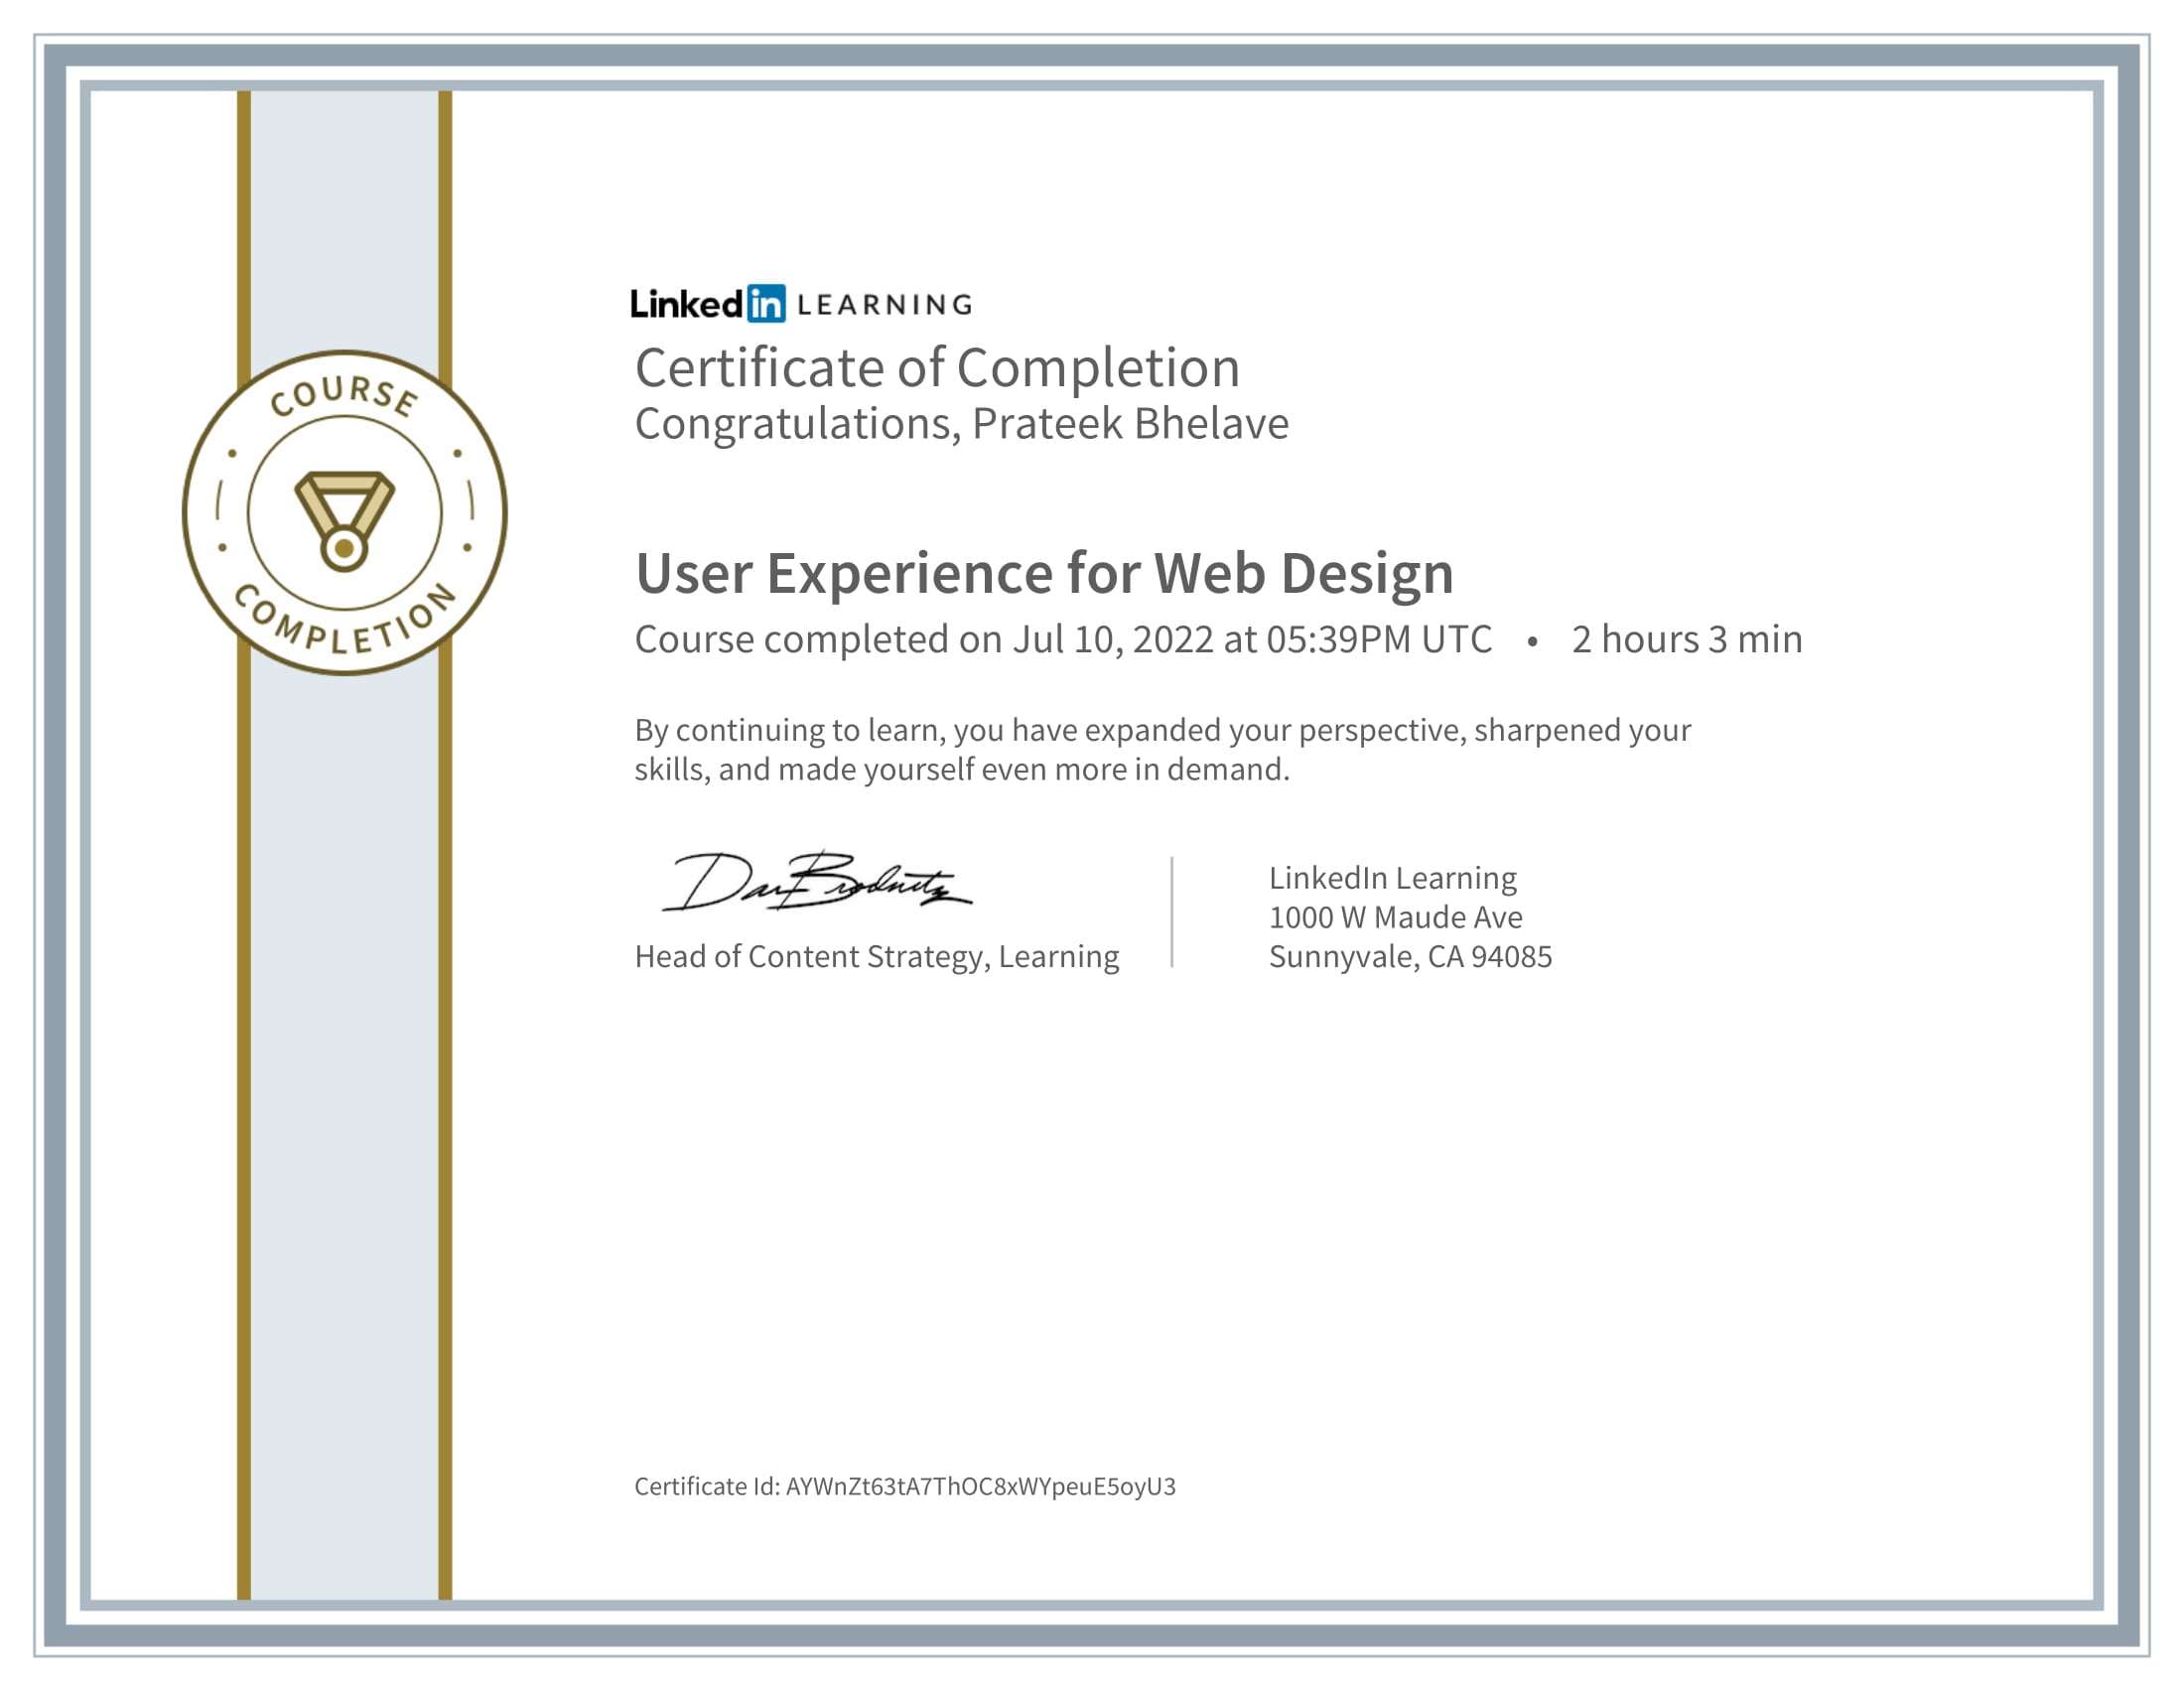 COURSE
COMPLETION
Linked in LEARNING
Certificate of Completion
Congratulations, Prateek Bhelave
User Experience for Web Design
Course completed on Jul 10, 2022 at 05:39PM UTC • 2 hours 3 min
By continuing to learn, you have expanded your perspective, sharpened your
skills, and made yourself even more in demand.
Head of Content Strategy, Learning
LinkedIn Learning
1000 W Maude Ave
Sunnyvale, CA 94085
Certificate Id: AYWnZt63tA7ThOC8xWYpeuE5oyU3